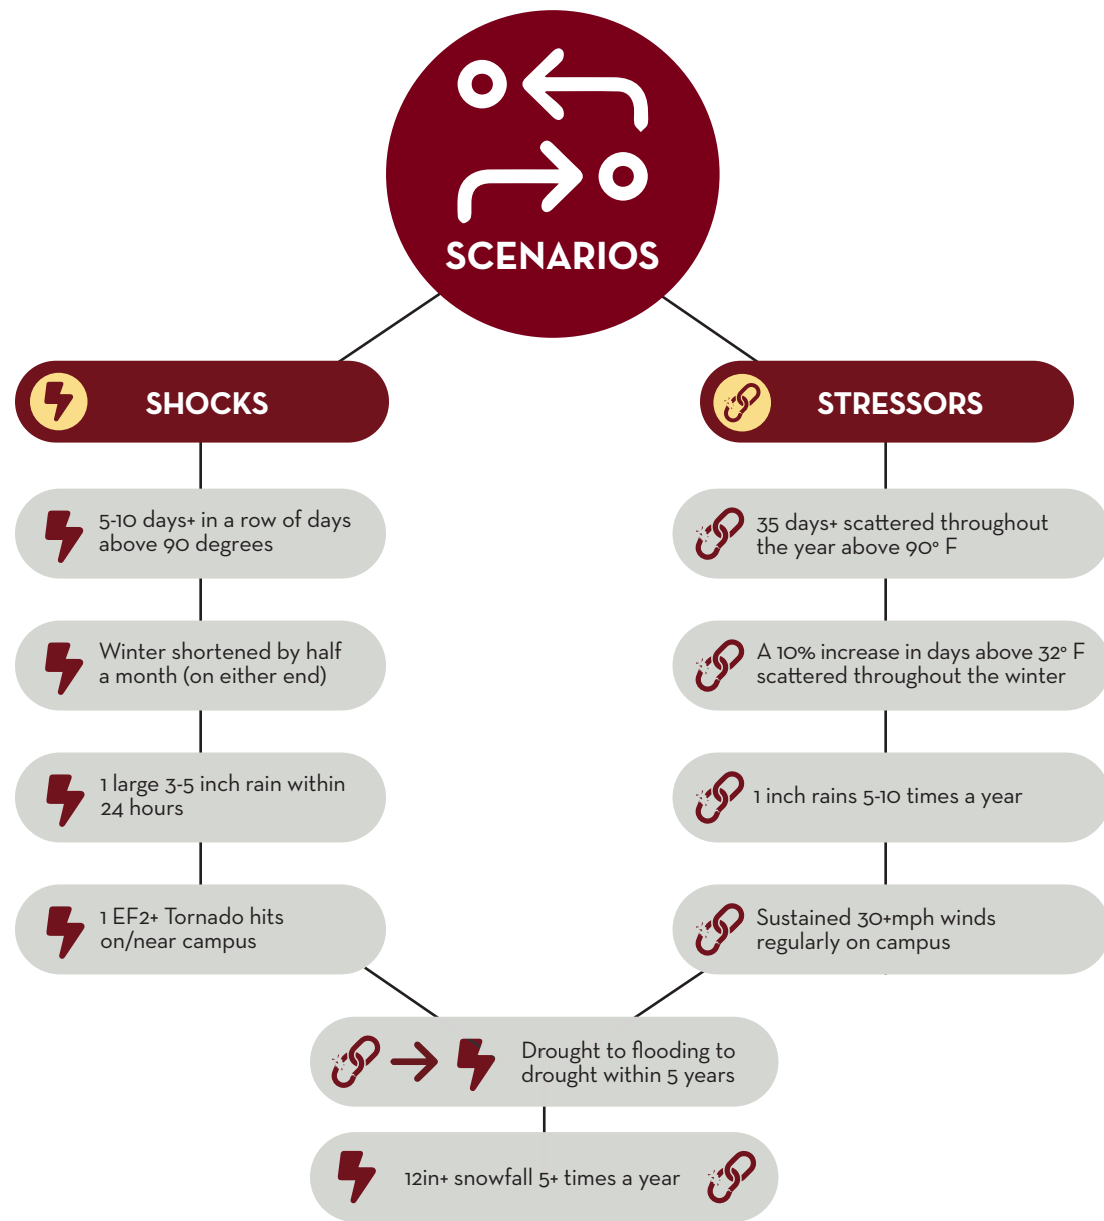 SCENARIOS
SHOCKS
5-10 days+ in a row of days
above 90 degrees
Winter shortened by half
a month (on either end)
1 large 3-5 inch rain within
24 hours
1 EF2+ Tornado hits
on/near campus
STRESSORS
35 days+ scattered throughout
the year above 90° F
A 10% increase in days above 32° F
scattered throughout the winter
1 inch rains 5-10 times a year
Sustained 30+mph winds
regularly on campus
Drought to flooding to
drought within 5 years
12in+ snowfall 5+ times a year